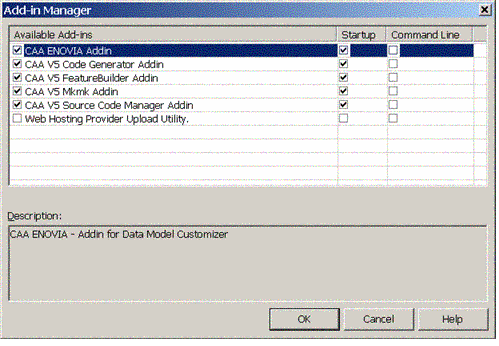 Add-in Manager
Available Add-ins Startup Command Line
CAA ENOVIA Addin
CAA V5 Code Generator Addin
CAA V5 FeatureBuilder Addin
CAA V5 Mkmk Addin
CAA V5 Source Code Manager Addin
Web Hosting Provider Upload Utility.
Description:
CAA ENOVIA - Addin for Data Model Customizer
OK Cancel Help